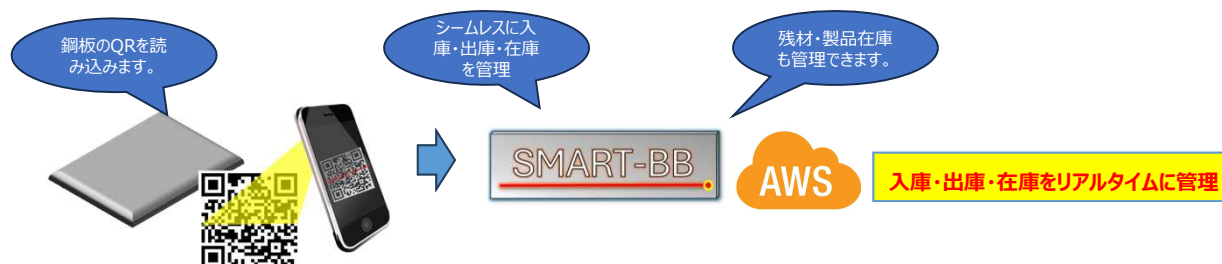 鋼板のQRを読
み込みます。
シームレスに入
庫・出庫・在庫
を管理
残材・製品在庫
も管理できます。
SMART-BB
AWS
入庫・出庫・在庫をリアルタイムに管理